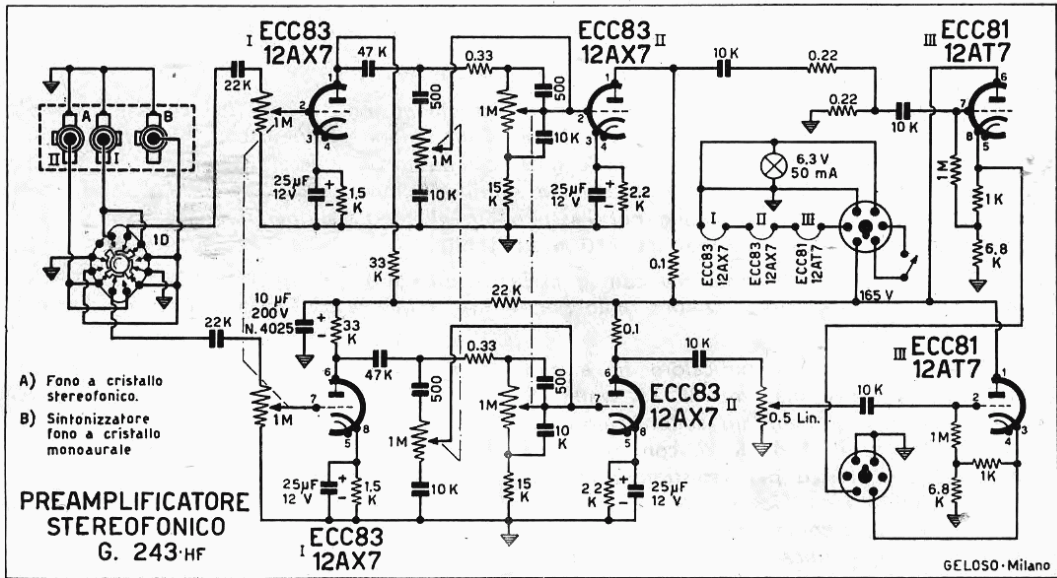 I
ECC83
12AX7
ECC83
12AX7
II
III
ECC81
12AT7
47 K
0.33
10 K
0.22
22K
1
500
1
6
A
B
1M
2
1M
2
0.22
7
II
I
3
4
1M
10 K
3
4
10 K
8
5
6,3 V
50 mA
1M
25µF
12V
+
−
1.5
K
10K
15
K
25µF
12 V
+
−
2.2
K
1K
I
II
III
ECC83
12AX7
ECC83
12AX7
ECC81
12AT7
6.8
K
1D
33
K
0.1
165 V
22 K
10 µF
200 V
N. 4025
+
−
33
K
0.1
22K
6
47K
0.33
500
6
10 K
III
ECC81
12AT7
1
1M
7
1M
7
ECC83
12AX7
II
10 K
2
8
5
1M
10
K
8
5
0.5 Lin.
3
4
1M
A) Fono a cristallo
stereofonico.
B) Sintonizzatore
fono a cristallo
monoaurale
25µF
12 V
+
−
1.5
K
10 K
15
K
2.2
K
+
−
25µF
12 V
1K
6.8
K
PREAMPLIFICATORE
STEREOFONICO
G. 243-HF
I
ECC83
12AX7
GELOSO·Milano
500
500
500